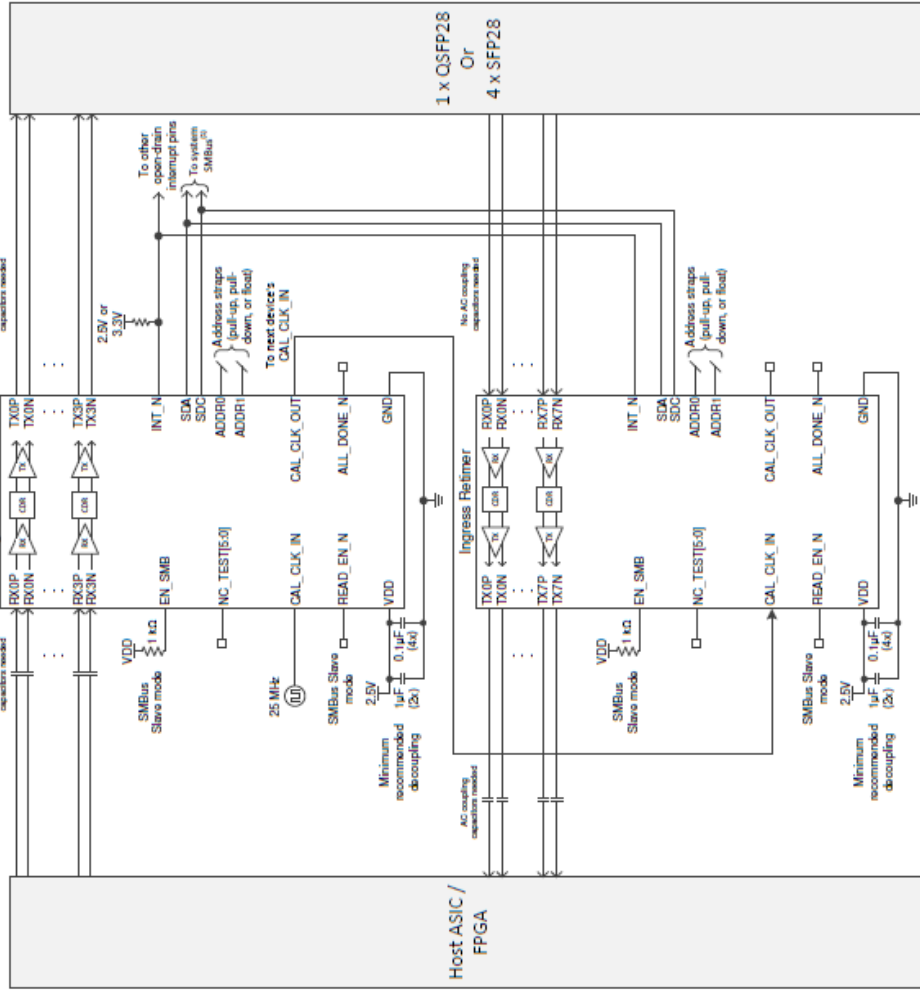 Host ASIC /
FPGA
capacitors needed
RX0P
RX0N
RX3P
RX3N
RX
CDR
TX
RX
CDR
TX
TX0P
TX0N
TX3P
TX3N
capacitors needed
VDD
1 kΩ
SMBus
Slave mode
EN_SMB
NC_TEST[5:0]
25 MHz
CAL_CLK_IN
SMBus Slave
mode
READ_EN_N
2.5V
VDD
1μF
(2x)
0.1μF
(4x)
Minimum
recommended
decoupling
INT_N
SDA
SDC
ADDR0
ADDR1
CAL_CLK_OUT
ALL_DONE_N
GND
2.5V or
3.3V
To other
open-drain
interrupt pins
To system
SMBus(1)
Address straps
(pull-up, pull-
down, or float)
To next device's
CAL_CLK_IN
1 x QSFP28
Or
4 x SFP28
AC coupling
capacitors needed
Ingress Retimer
TX0P
TX0N
TX7P
TX7N
TX
CDR
RX
TX
CDR
RX
RX0P
RX0N
RX7P
RX7N
No AC coupling
capacitors needed
VDD
1 kΩ
SMBus
Slave mode
EN_SMB
NC_TEST[5:0]
CAL_CLK_IN
SMBus Slave
mode
READ_EN_N
2.5V
VDD
1μF
(2x)
0.1μF
(4x)
Minimum
recommended
decoupling
INT_N
SDA
SDC
ADDR0
ADDR1
Address straps
(pull-up, pull-
down, or float)
CAL_CLK_OUT
ALL_DONE_N
GND